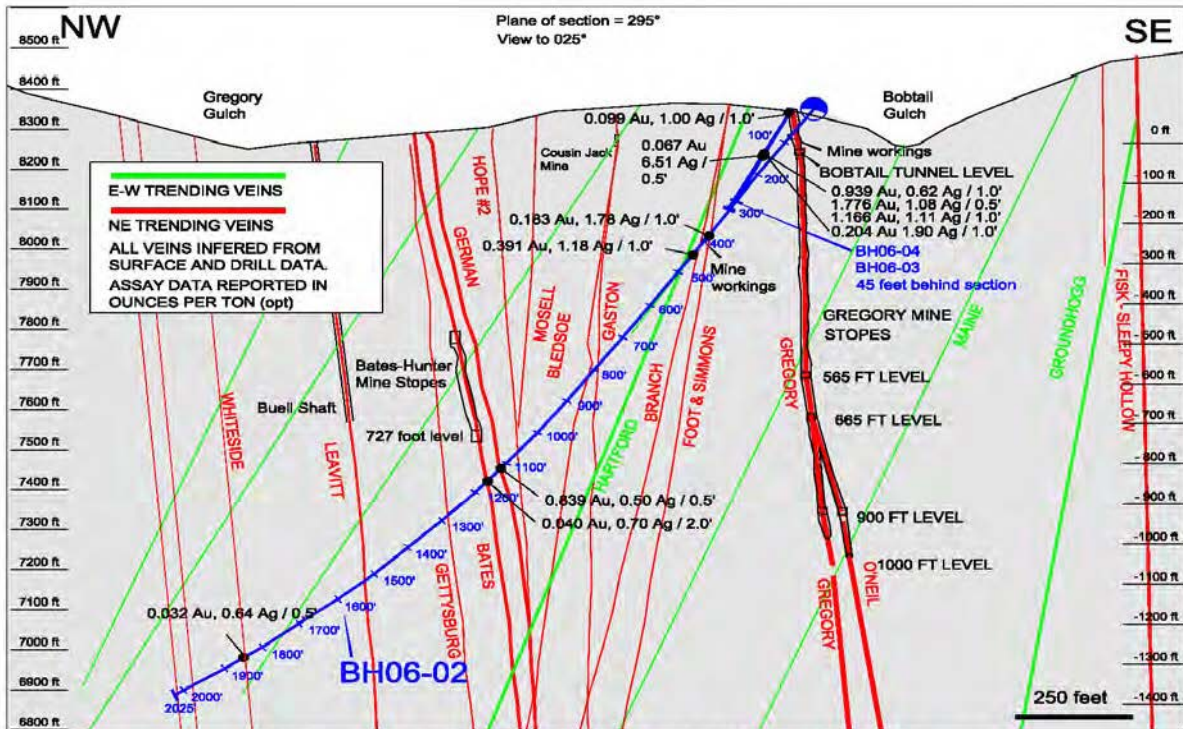 NW
Plane of section = 295°
View to 025°
SE
8500 ft
8400 ft
8300 ft
8200 ft
8100 ft
8000 ft
7900 ft
7800 ft
7700 ft
7600 ft
7500 ft
7400 ft
7300 ft
7200 ft
7100 ft
7000 ft
6900 ft
6800 ft
Gregory
Gulch
Bobtail
Gulch
E-W TRENDING VEINS
NE TRENDING VEINS
ALL VEINS INFERED FROM
SURFACE AND DRILL DATA.
ASSAY DATA REPORTED IN
OUNCES PER TON (opt)
0.099 Au, 1.00 Ag / 1.0'
Cousin Jack
Mine
0.067 Au
6.51 Ag /
0.5'
0.183 Au, 1.78 Ag / 1.0'
0.391 Au, 1.18 Ag / 1.0'
Mine
workings
Mine workings
BOBTAIL TUNNEL LEVEL
0.939 Au, 0.62 Ag / 1.0'
1.776 Au, 1.08 Ag / 0.5'
1.166 Au, 1.11 Ag / 1.0'
0.204 Au 1.90 Ag / 1.0'
BH06-04
BH06-03
45 feet behind section
GREGORY MINE
STOPES
565 FT LEVEL
665 FT LEVEL
900 FT LEVEL
1000 FT LEVEL
Bates-Hunter
Mine Stopes
727 foot level
Buell Shaft
0.839 Au, 0.50 Ag / 0.5'
0.040 Au, 0.70 Ag / 2.0'
0.032 Au, 0.64 Ag / 0.5'
BH06-02
WHITESIDE
LEAVITT
GETTYSBURG
BATES
GERMAN
HOPE #2
MOSELL
BLEDSOE
GASTON
HARTFORD
BRANCH
FOOT & SIMMONS
GREGORY
GREGORY
O'NEIL
MAINE
GROUNDHOGG
FISK - SLEEPY HOLLOW
100'
200'
300'
400'
500'
600'
700'
800'
900'
1000'
1100'
1200'
1300'
1400'
1500'
1600'
1700'
1800'
1900'
2000'
2025
0 ft
-100 ft
-200 ft
-300 ft
-400 ft
-500 ft
-600 ft
-700 ft
-800 ft
-900 ft
-1000 ft
-1100 ft
-1200 ft
-1300 ft
-1400 ft
250 feet